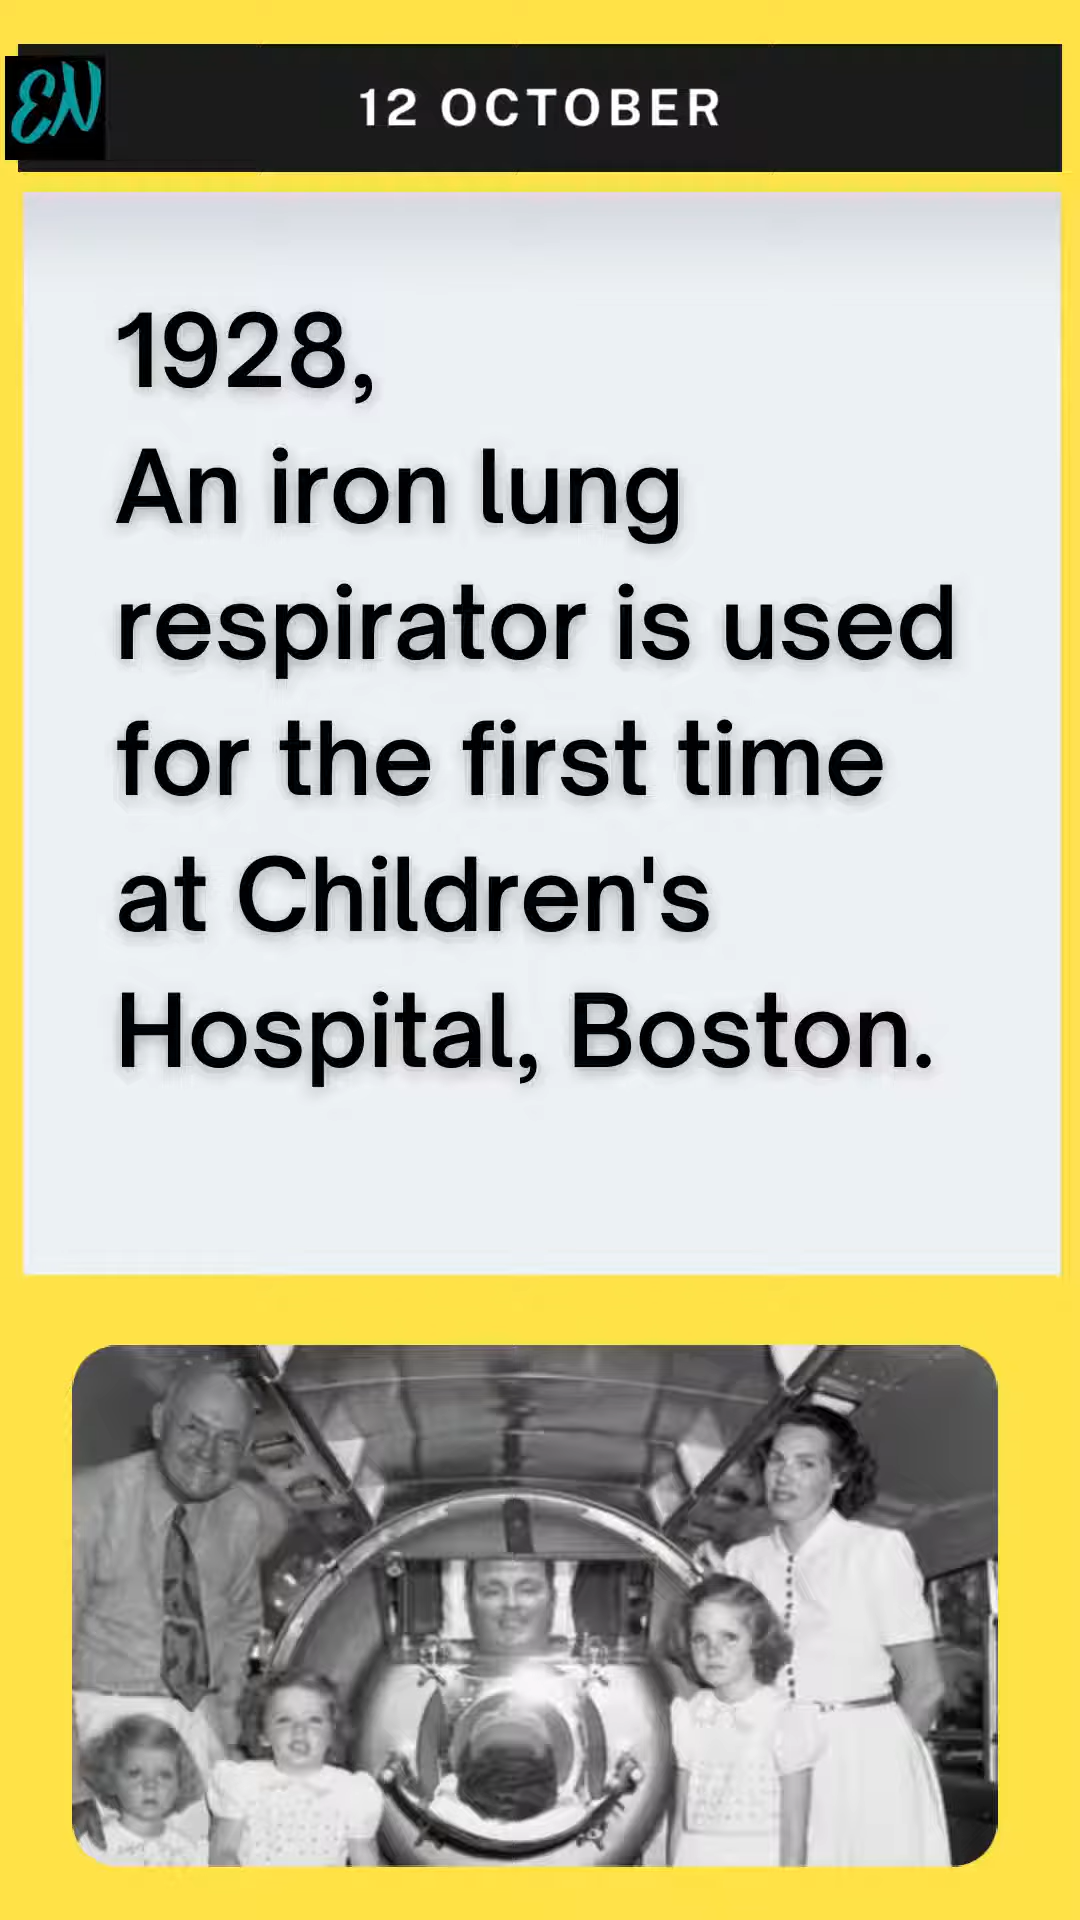 EN
12 OCTOBER
1928,
An iron lung
respirator is used
for the first time
at Children's
Hospital, Boston.